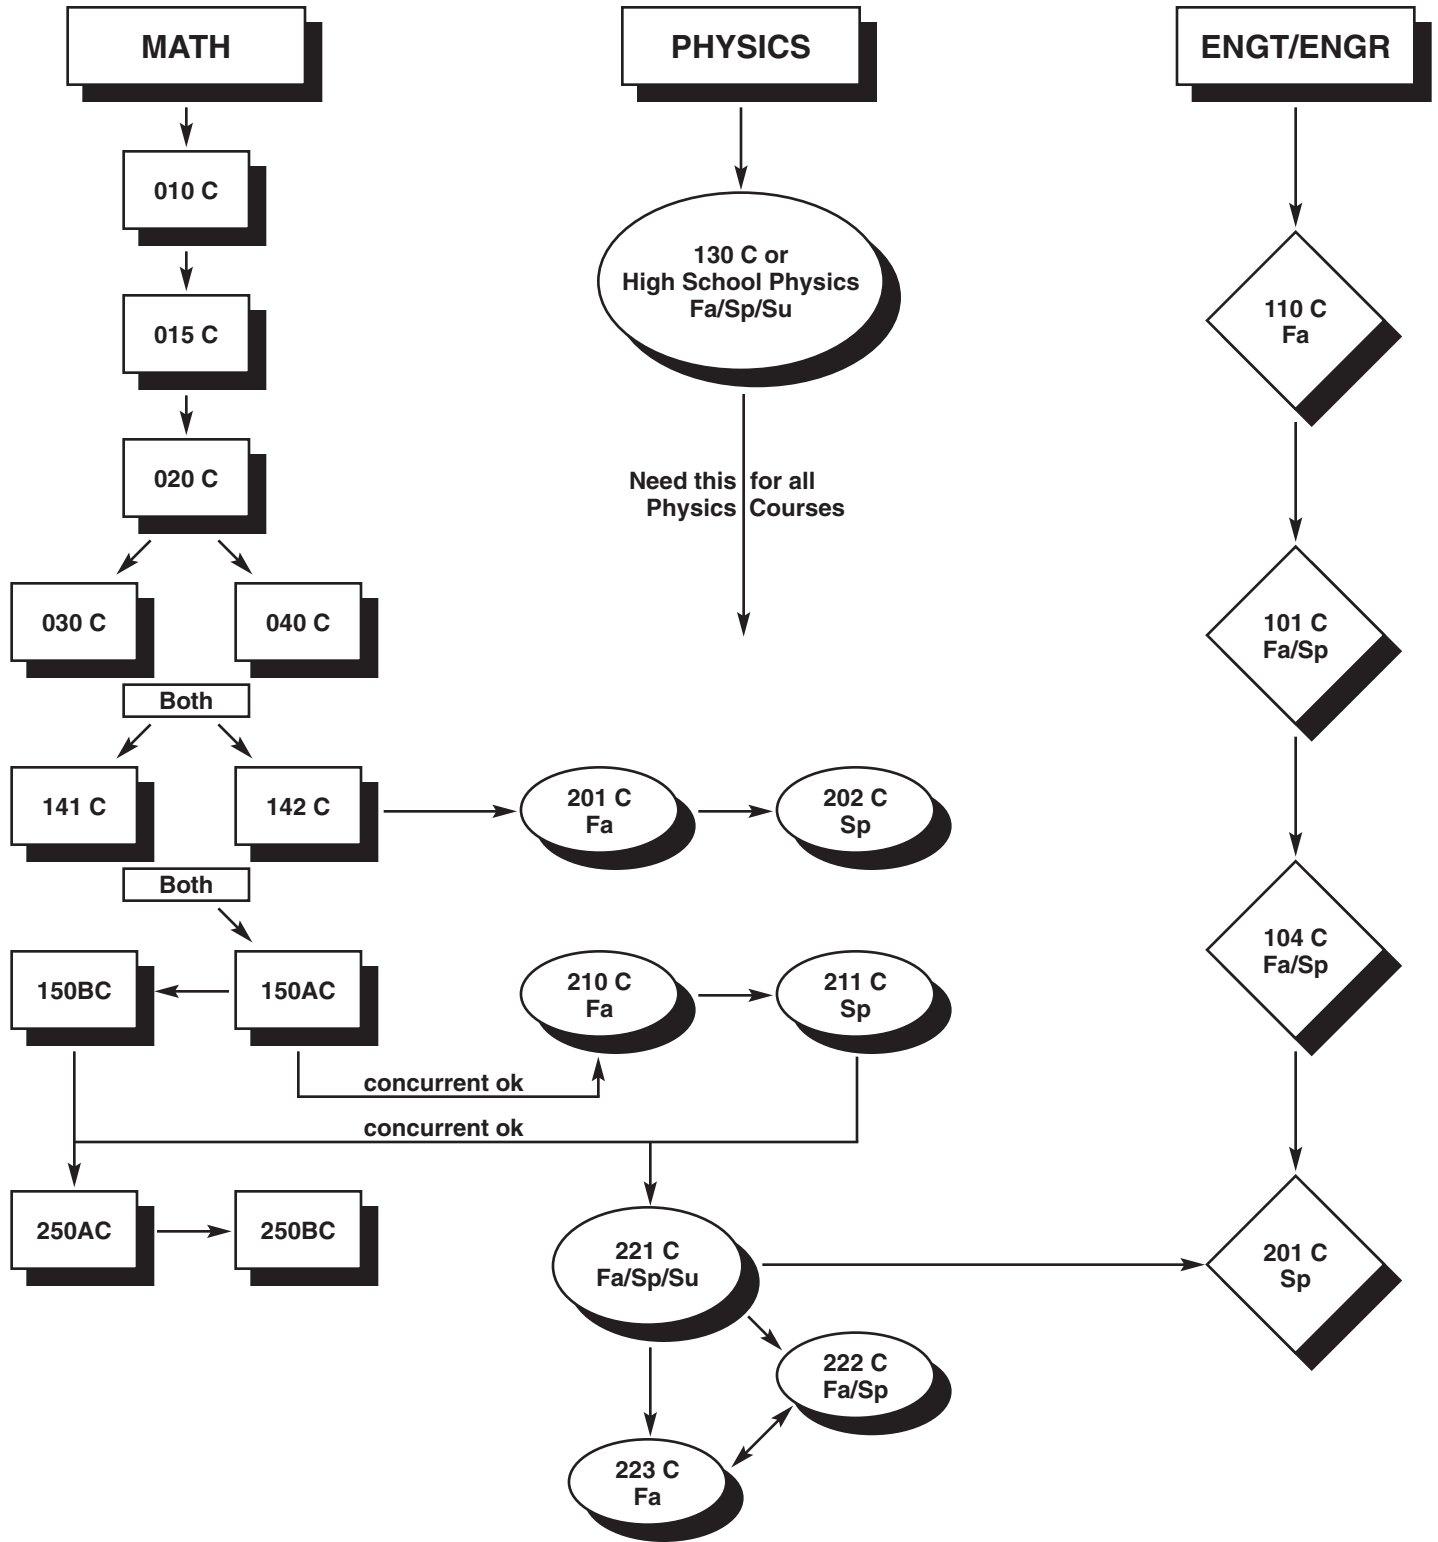 MATH
PHYSICS
ENGT/ENGR
010 C
130 C or
High School Physics
Fa/Sp/Su
110 C
Fa
015 C
020 C
Need this for all
Physics Courses
030 C
040 C
101 C
Fa/Sp
Both
141 C
142 C
201 C
Fa
202 C
Sp
Both
104 C
Fa/Sp
150BC
150AC
210 C
Fa
211 C
Sp
concurrent ok
concurrent ok
250AC
250BC
221 C
Fa/Sp/Su
201 C
Sp
222 C
Fa/Sp
223 C
Fa